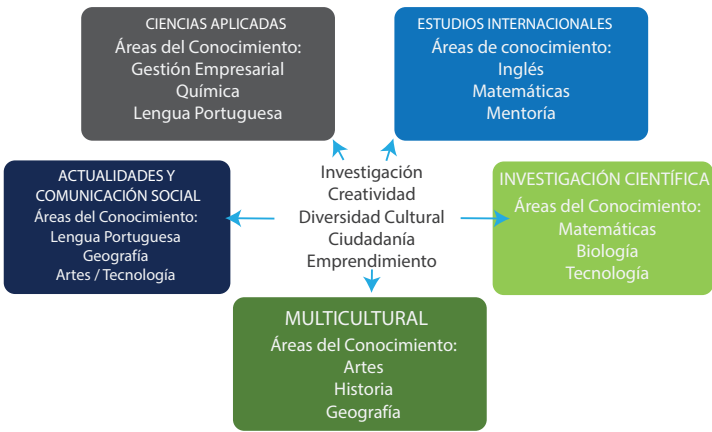 CIENCIAS APLICADAS
Áreas del Conocimiento:
Gestión Empresarial
Química
Lengua Portuguesa
ESTUDIOS INTERNACIONALES
Áreas de conocimiento:
Inglés
Matemáticas
Mentoría
ACTUALIDADES Y
COMUNICACIÓN SOCIAL
Áreas del Conocimiento:
Lengua Portuguesa
Geografía
Artes / Tecnología
Investigación
Creatividad
Diversidad Cultural
Ciudadanía
Emprendimiento
INVESTIGACIÓN CIENTÍFICA
Áreas del Conocimiento:
Matemáticas
Biología
Tecnología
MULTICULTURAL
Áreas del Conocimiento:
Artes
Historia
Geografía